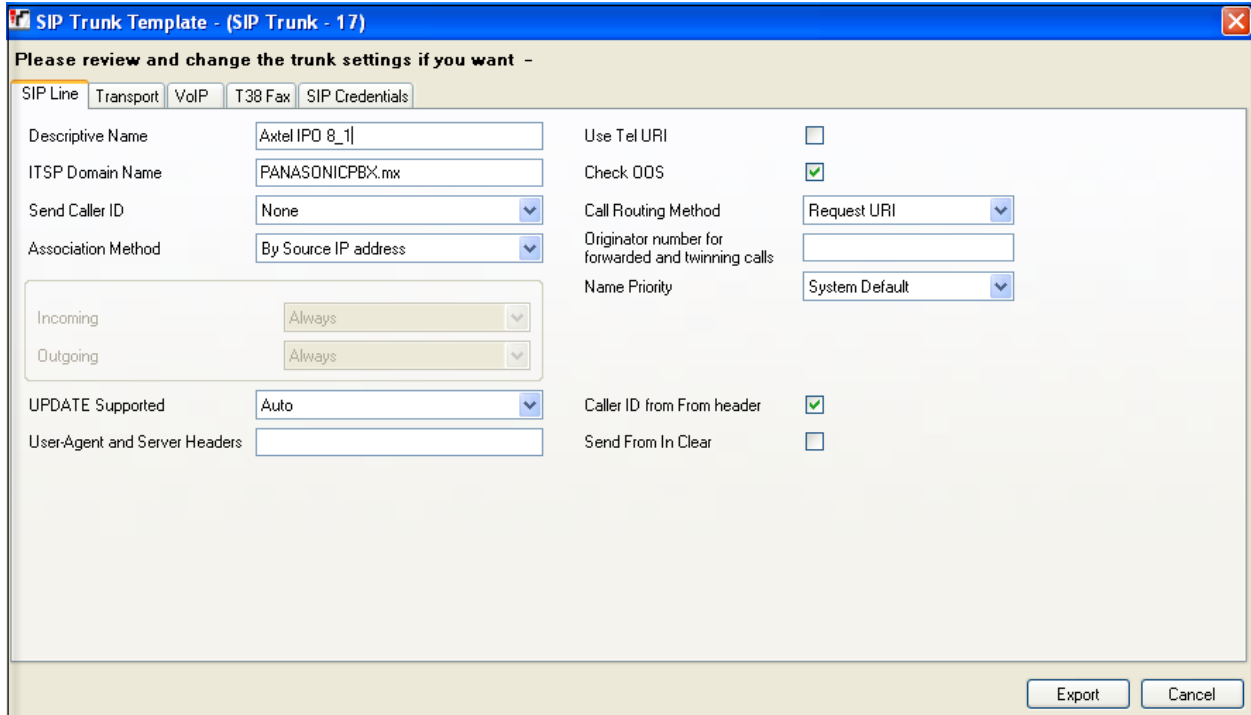 SIP Trunk Template - (SIP Trunk - 17)
Please review and change the trunk settings if you want -
SIP Line Transport VoIP T38 Fax SIP Credentials
Descriptive Name Axtel IPO 8_1 Use Tel URI
ITSP Domain Name PANASONICPBX.mx Check OOS
Send Caller ID None Call Routing Method Request URI
Association Method By Source IP address Originator number for
forwarded and twinning calls
Name Priority System Default
Incoming Always
Outgoing Always
UPDATE Supported Auto Caller ID from From header
User-Agent and Server Headers Send From In Clear
Export Cancel